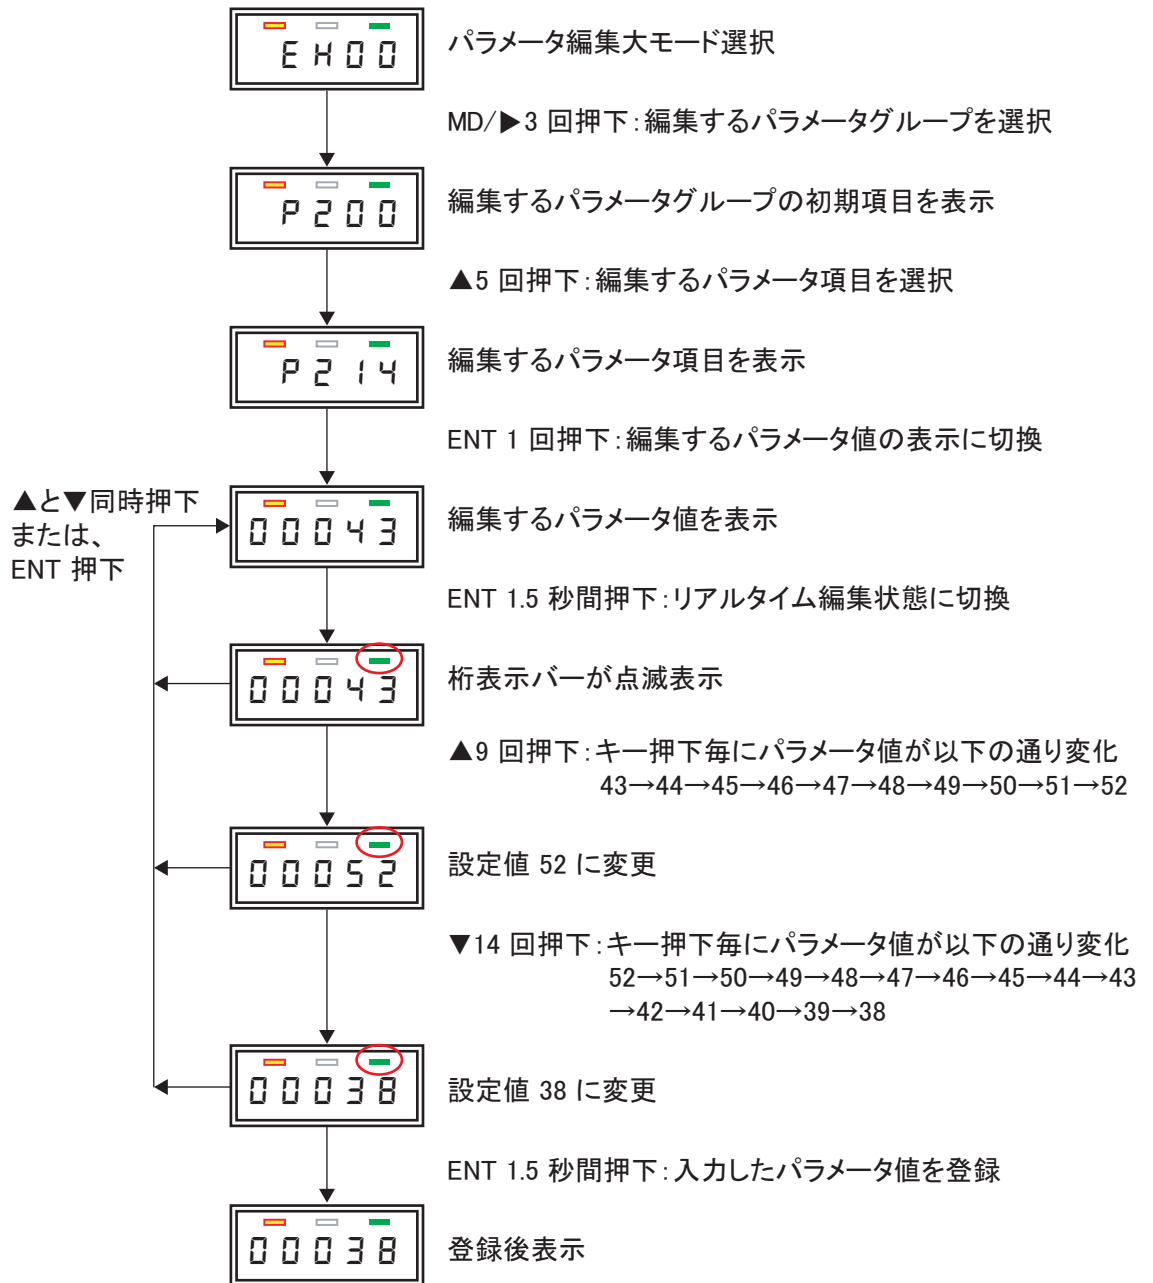 EH00
パラメータ編集大モード選択
MD/▶3 回押下：編集するパラメータグループを選択
P200
編集するパラメータグループの初期項目を表示
▲5 回押下：編集するパラメータ項目を選択
P214
編集するパラメータ項目を表示
ENT 1 回押下：編集するパラメータ値の表示に切換
▲と▼同時押下
または、
ENT 押下
00043
編集するパラメータ値を表示
ENT 1.5 秒間押下：リアルタイム編集状態に切換
00043
桁表示バーが点滅表示
▲9 回押下：キー押下毎にパラメータ値が以下の通り変化
43→44→45→46→47→48→49→50→51→52
00052
設定値 52 に変更
▼14 回押下：キー押下毎にパラメータ値が以下の通り変化
52→51→50→49→48→47→46→45→44→43
→42→41→40→39→38
00038
設定値 38 に変更
ENT 1.5 秒間押下：入力したパラメータ値を登録
00038
登録後表示